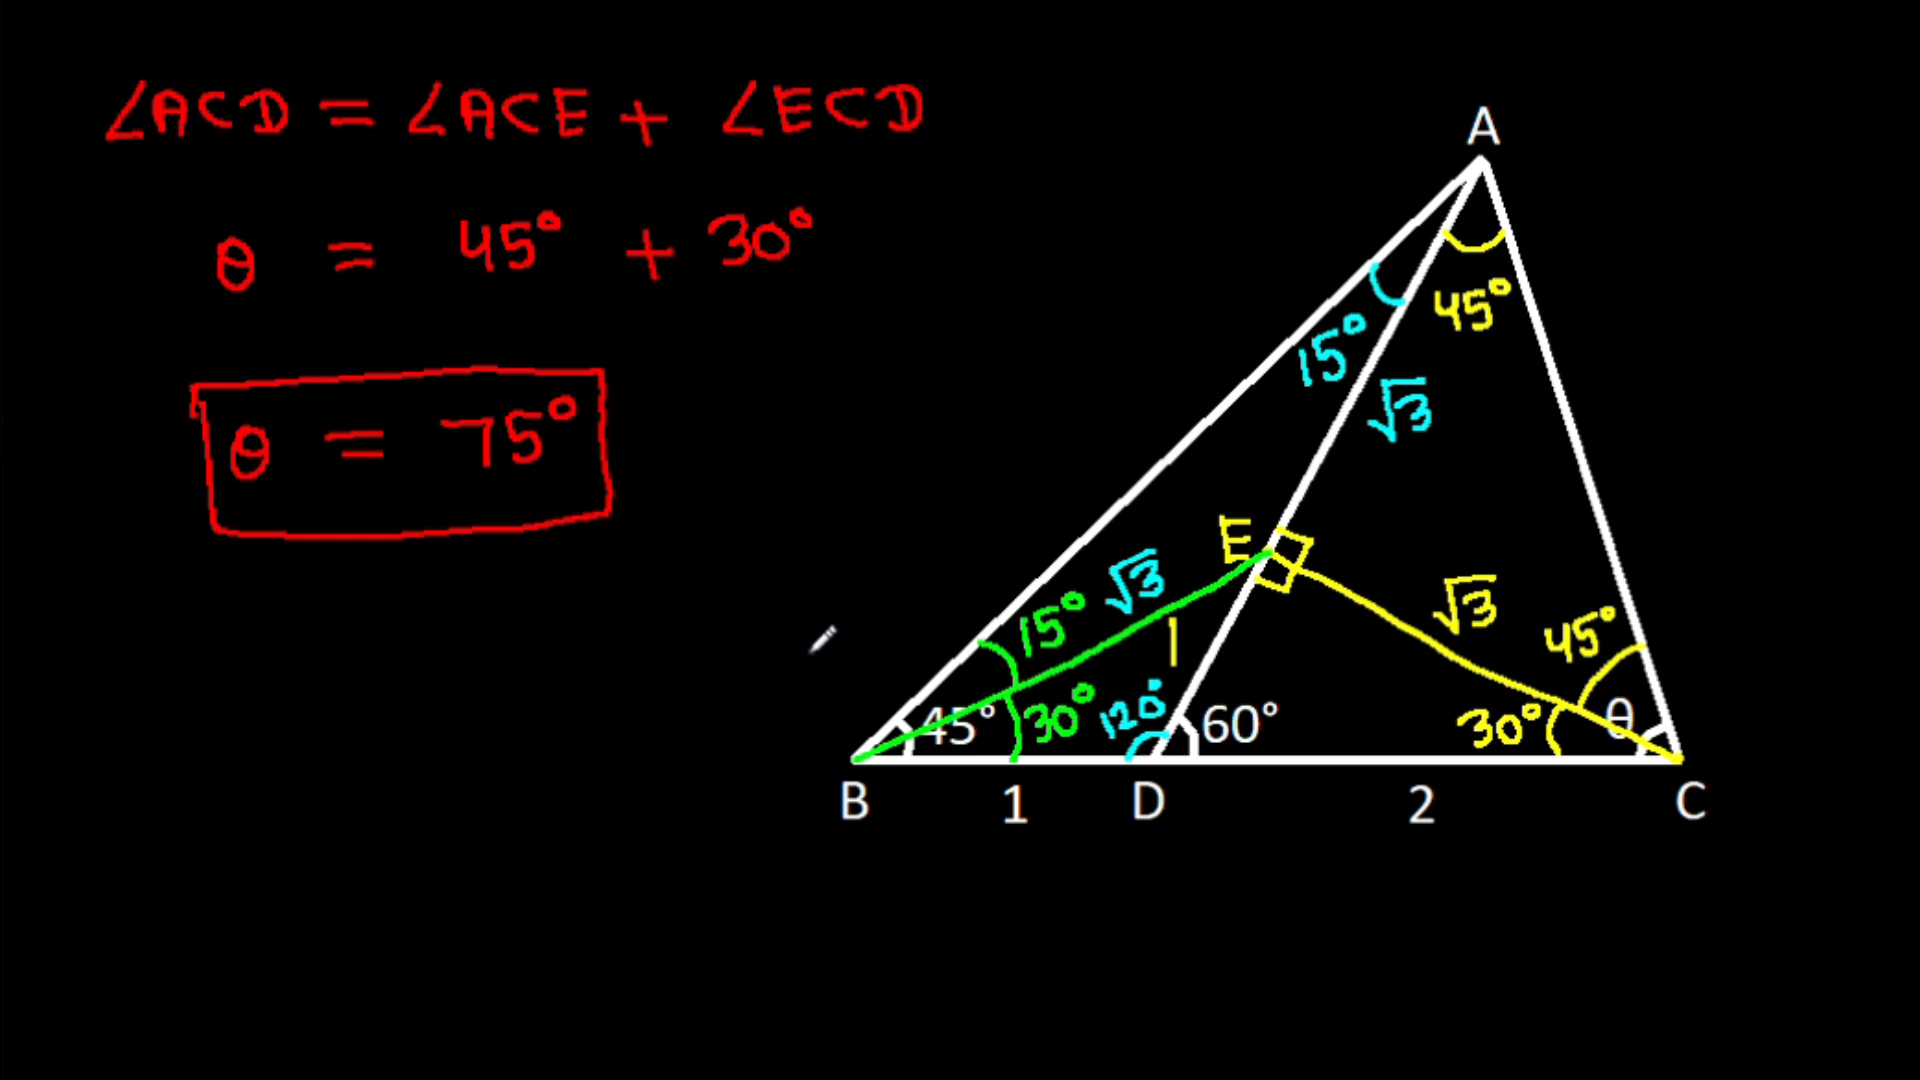 ∠ACD = ∠ACE + ∠ECD
θ = 45° + 30°
θ = 75°
A
45°
15°
√3
E
√3
15°
1
√3
45°
45°
30°
120°
60°
30°
θ
B
1
D
2
C